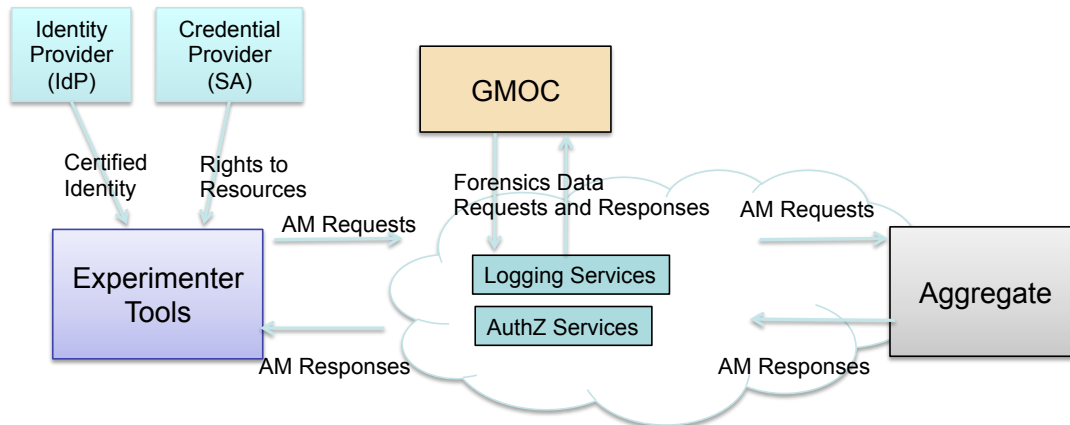 Identity
Provider
(IdP)
Credential
Provider
(SA)
GMOC
Certified
Identity
Rights to
Resources
Forensics Data
Requests and Responses
AM Requests
AM Requests
Experimenter
Tools
Logging Services
AuthZ Services
Aggregate
AM Responses
AM Responses